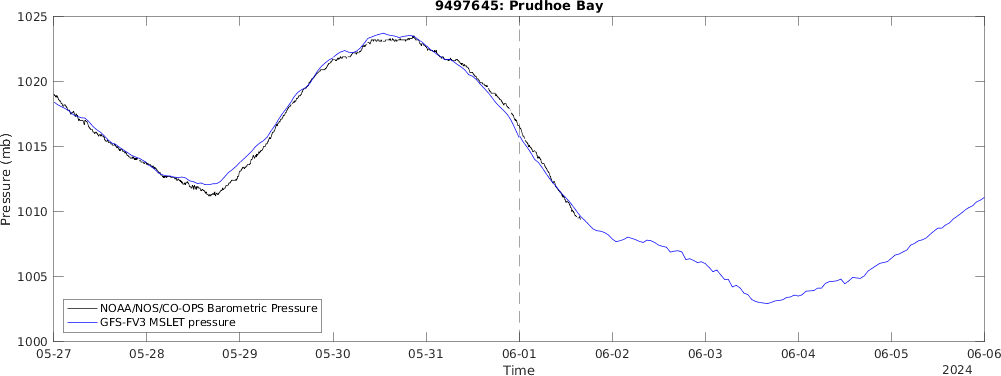 9497645: Prudhoe Bay
1025
1020
1015
1010
1005
1000
Pressure (mb)
NOAA/NOS/CO-OPS Barometric Pressure
GFS-FV3 MSLET pressure
05-27 05-28 05-29 05-30 05-31 06-01 06-02 06-03 06-04 06-05 06-06
Time
2024